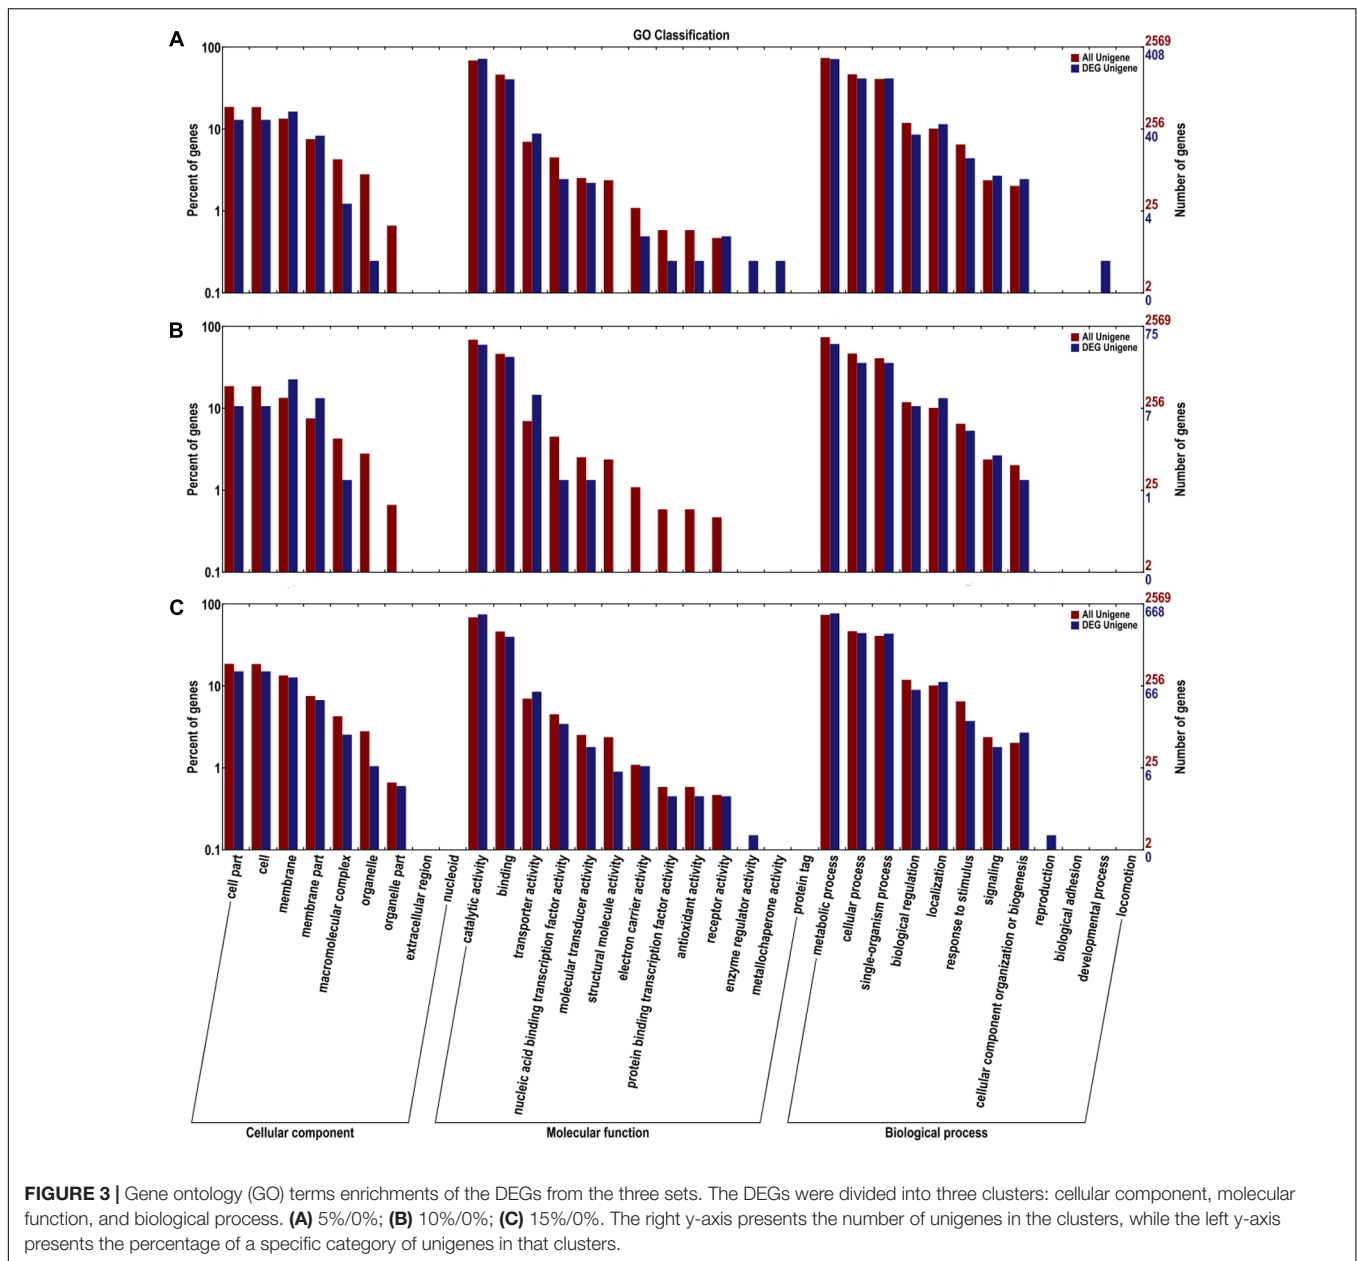 A
GO Classification
100
10
1
0.1
Percent of genes
All Unigene
DEG Unigene
2569
408
256
40
25
4
2
0
Number of genes
B
100
10
1
0.1
Percent of genes
All Unigene
DEG Unigene
2569
75
256
7
25
1
2
0
Number of genes
C
100
10
1
0.1
Percent of genes
All Unigene
DEG Unigene
2569
668
256
66
25
6
2
0
Number of genes
cell part
cell
membrane
membrane part
macromolecular complex
organelle
organelle part
extracellular region
nucleoid
catalytic activity
binding
transporter activity
nucleic acid binding transcription factor activity
molecular transducer activity
structural molecule activity
electron carrier activity
protein binding transcription factor activity
antioxidant activity
receptor activity
enzyme regulator activity
metallochaperone activity
protein tag
metabolic process
cellular process
single-organism process
biological regulation
localization
response to stimulus
signaling
cellular component organization or biogenesis
reproduction
biological adhesion
developmental process
locomotion
Cellular component
Molecular function
Biological process
FIGURE 3 | Gene ontology (GO) terms enrichments of the DEGs from the three sets. The DEGs were divided into three clusters: cellular component, molecular
function, and biological process. (A) 5%/0%; (B) 10%/0%; (C) 15%/0%. The right y-axis presents the number of unigenes in the clusters, while the left y-axis
presents the percentage of a specific category of unigenes in that clusters.